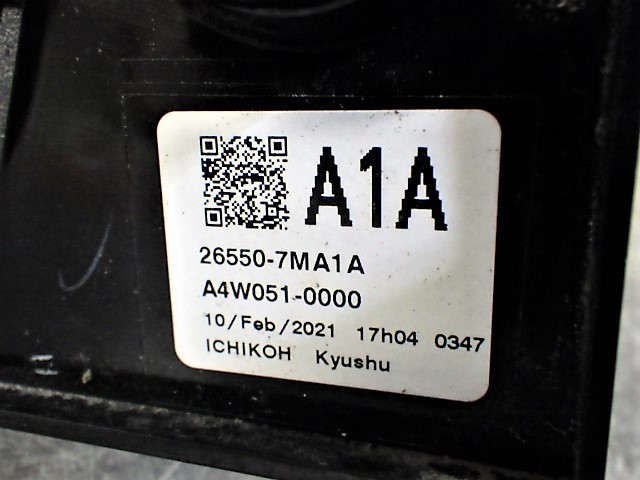 A1A
26550-7MA1A
A4W051-0000
10/Feb/2021 17h04 0347
ICHIKOH Kyushu